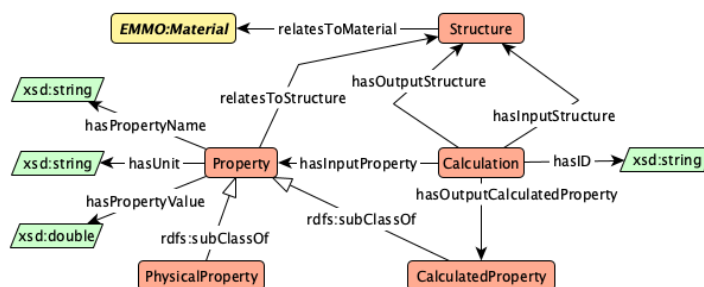 EMMO:Material
relatesToMaterial
Structure
xsd:string
hasOutputStructure
relatesToStructure
hasInputStructure
hasPropertyName
xsd:string
hasUnit
Property
hasInputProperty
Calculation
hasID
xsd:string
hasPropertyValue
hasOutputCalculatedProperty
xsd:double
rdfs:subClassOf
rdfs:subClassOf
PhysicalProperty
CalculatedProperty